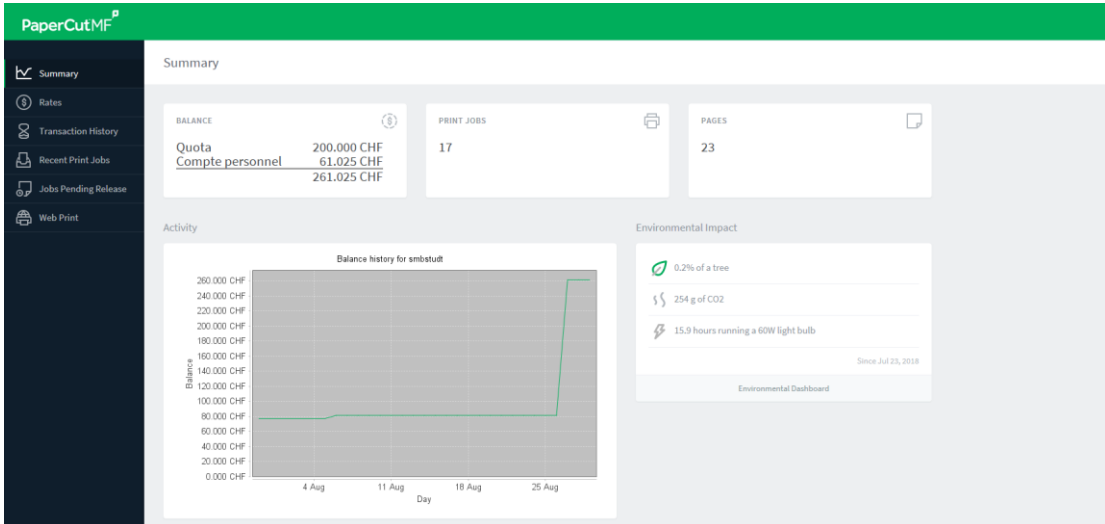 PaperCutMF
Summary
Rates
Transaction History
Recent Print Jobs
Jobs Pending Release
Web Print
Summary
BALANCE
Quota 200.000 CHF
Compte personnel 61.025 CHF
261.025 CHF
PRINT JOBS
17
PAGES
23
Activity
Balance history for smbstudt
260.000 CHF
240.000 CHF
220.000 CHF
200.000 CHF
180.000 CHF
160.000 CHF
140.000 CHF
120.000 CHF
100.000 CHF
80.000 CHF
60.000 CHF
40.000 CHF
20.000 CHF
0.000 CHF
Balance
4 Aug 11 Aug 18 Aug 25 Aug
Day
Environmental Impact
0.2% of a tree
254 g of CO2
15.9 hours running a 60W light bulb
Since Jul 23, 2018
Environmental Dashboard